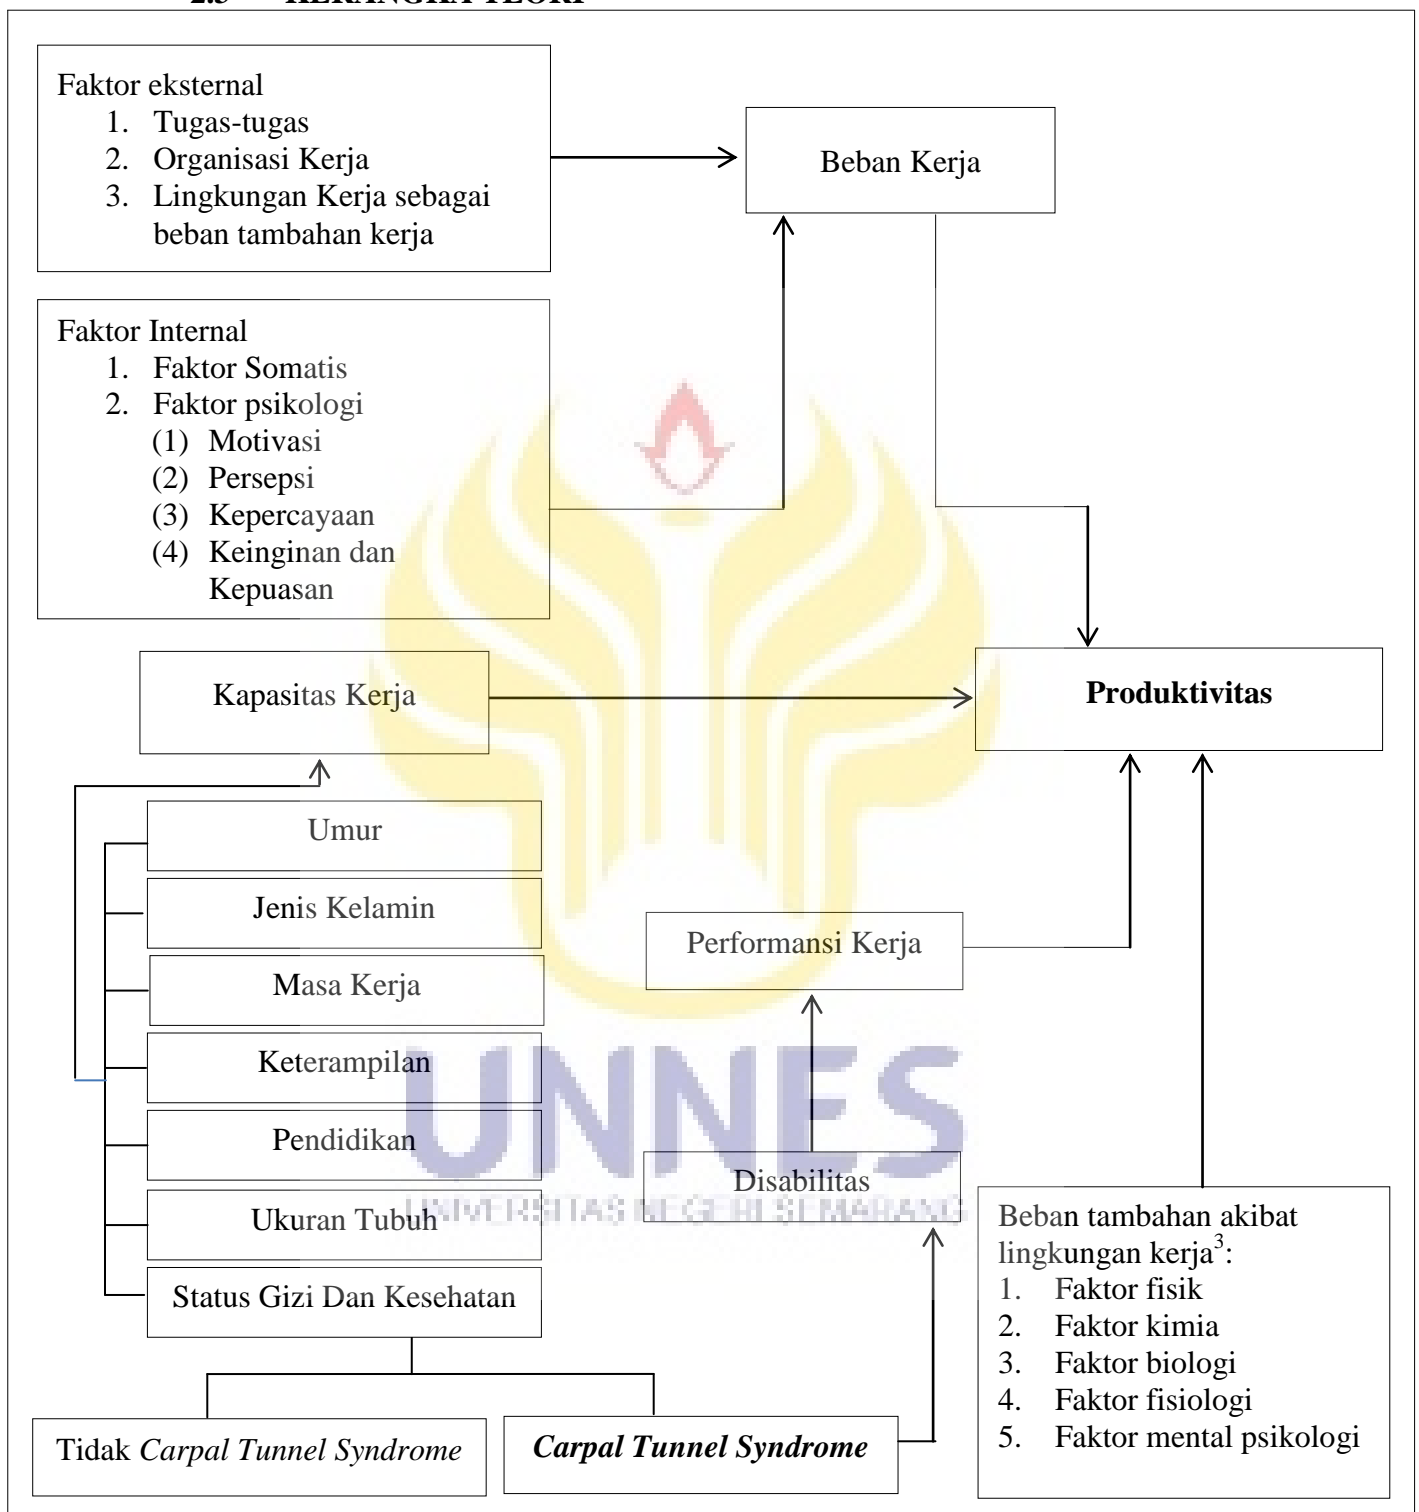 2.5 KERANGKA TEORI
Faktor eksternal
1. Tugas-tugas
2. Organisasi Kerja
3. Lingkungan Kerja sebagai
beban tambahan kerja
Beban Kerja
Faktor Internal
1. Faktor Somatis
2. Faktor psikologi
(1) Motivasi
(2) Persepsi
(3) Kepercayaan
(4) Keinginan dan
Kepuasan
Kapasitas Kerja
Produktivitas
Umur
Jenis Kelamin
Masa Kerja
Keterampilan
Pendidikan
Ukuran Tubuh
Status Gizi Dan Kesehatan
Performansi Kerja
Disabilitas
UNNES
UNIVERSITAS NEGERI SEMARANG
Beban tambahan akibat
lingkungan kerja³:
1. Faktor fisik
2. Faktor kimia
3. Faktor biologi
4. Faktor fisiologi
5. Faktor mental psikologi
Tidak Carpal Tunnel Syndrome
Carpal Tunnel Syndrome